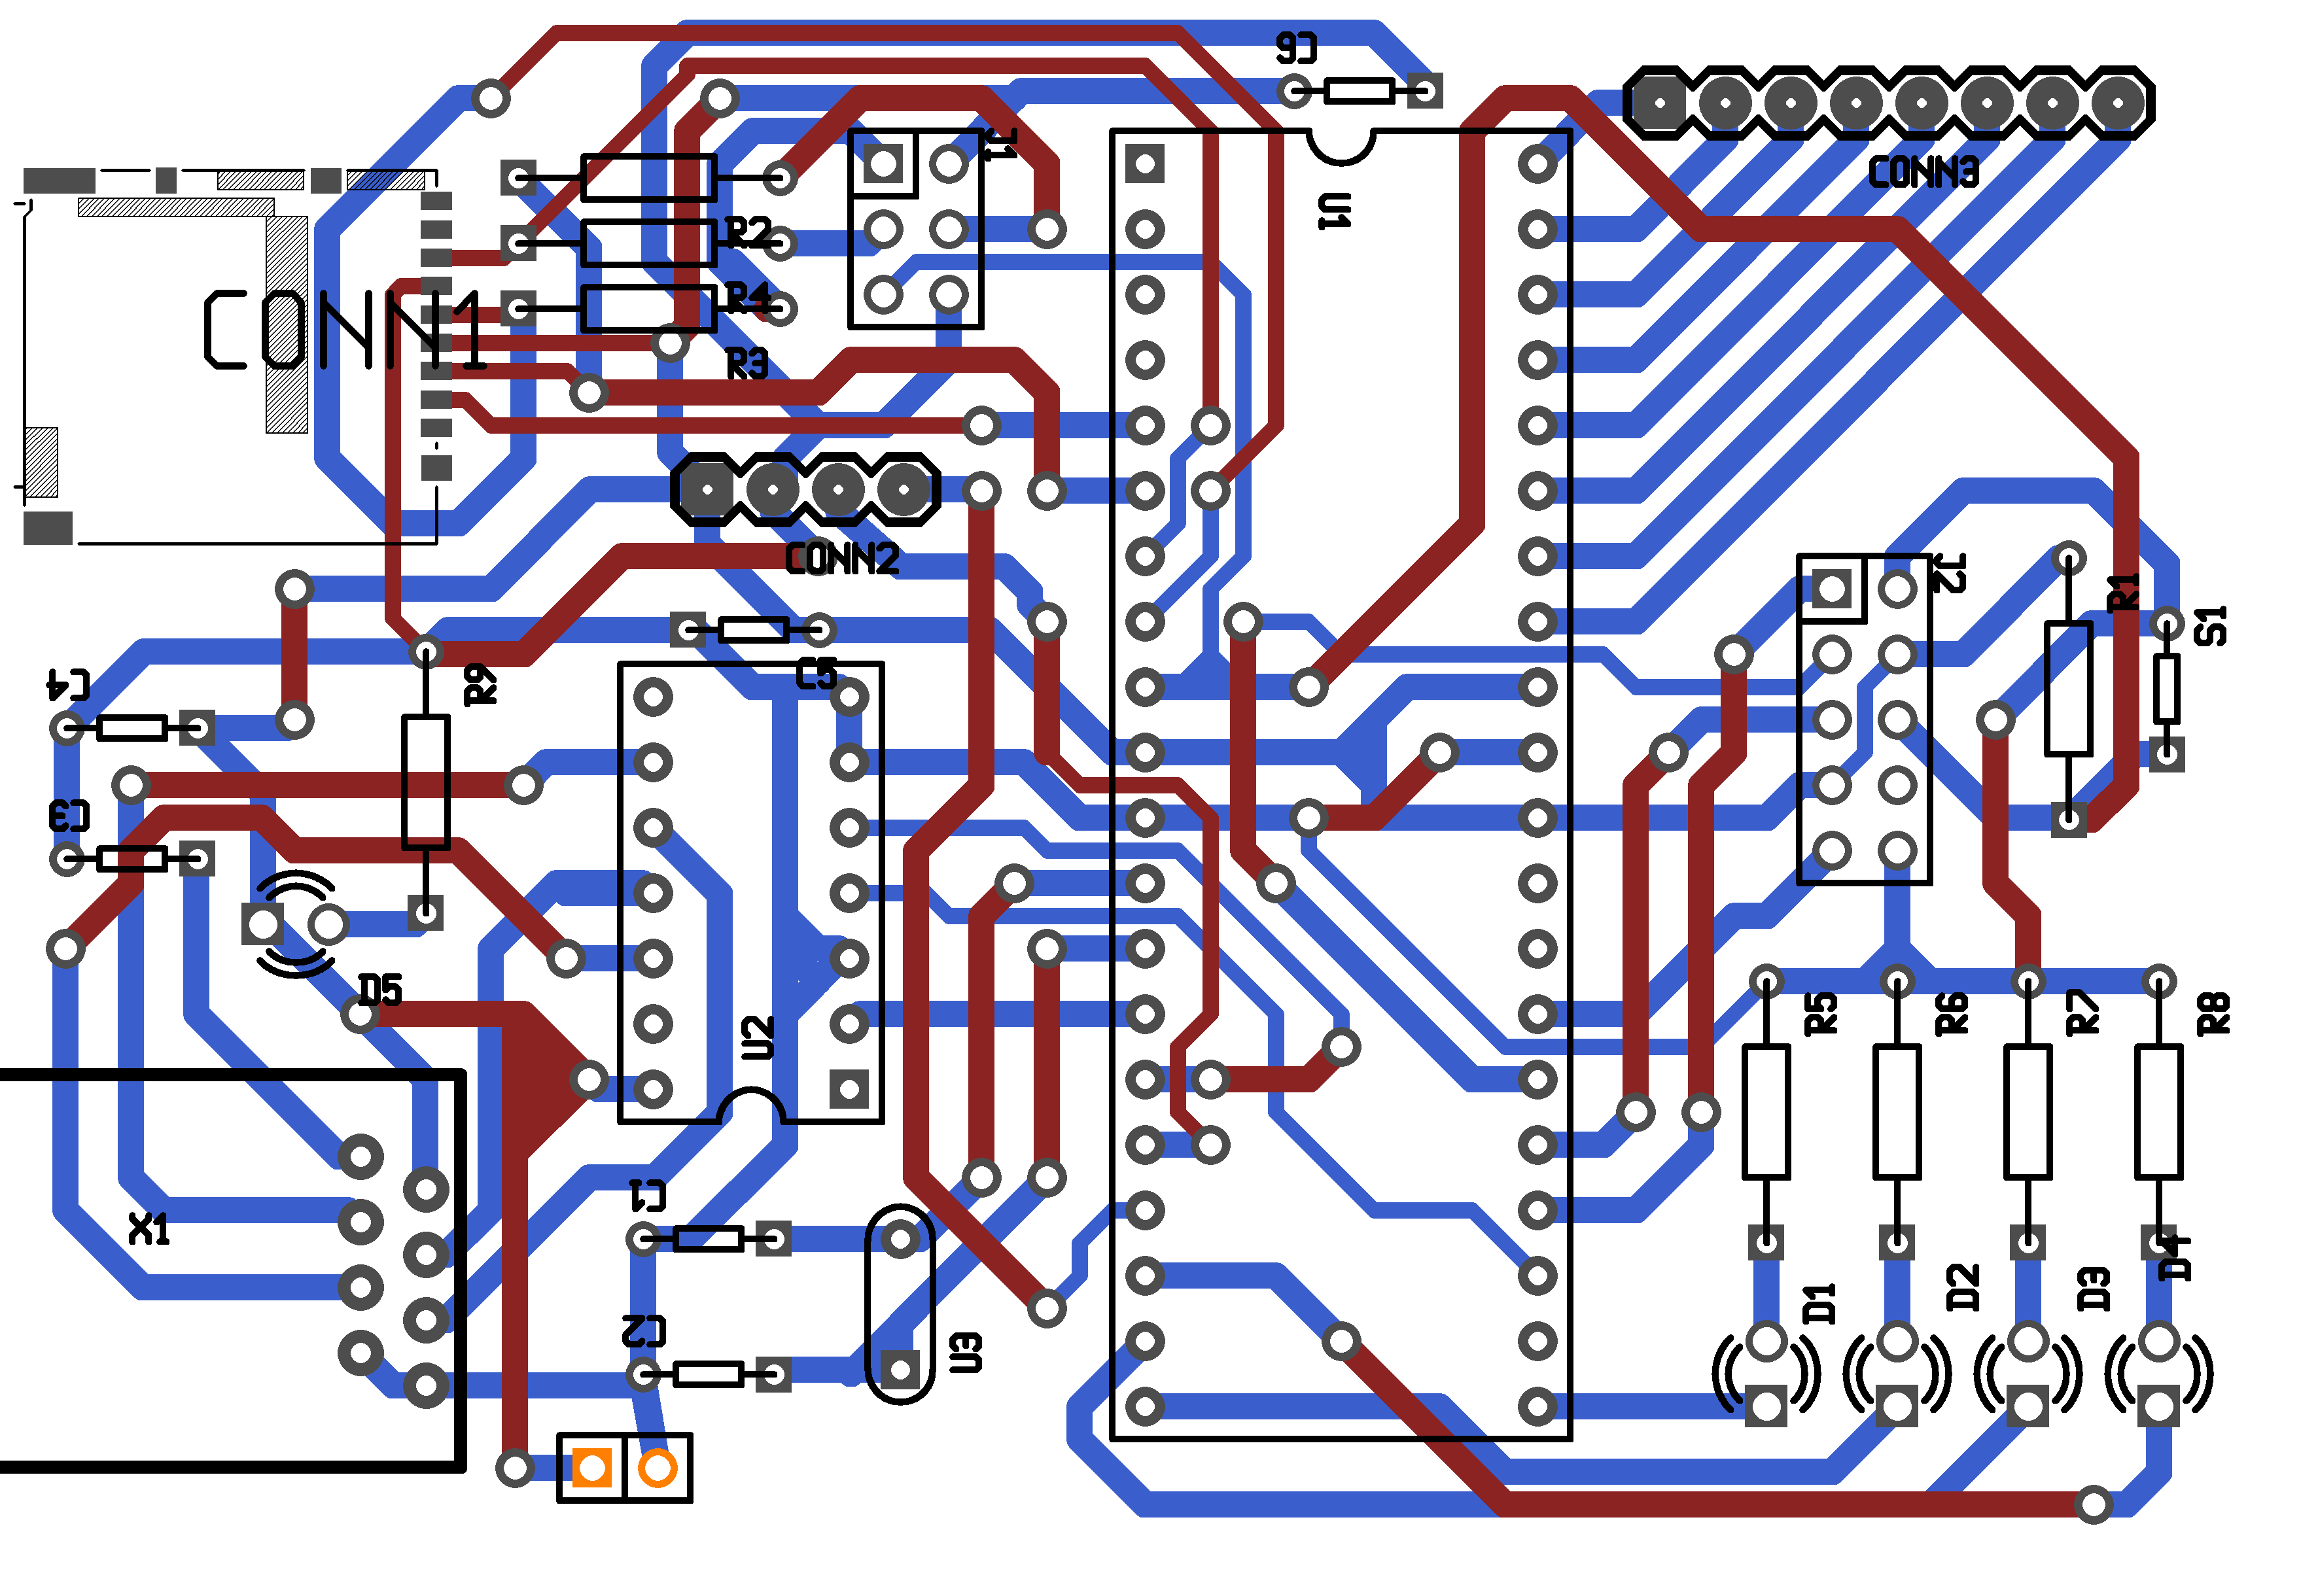 C6
J1
CONN3
U1
R2
R4
CONN1
R3
CONN2
J2
R1
S1
C4
R9
C5
C3
D5
U2
R5
R6
R7
R8
X1
C1
D4
D1
D2
D3
C2
U3